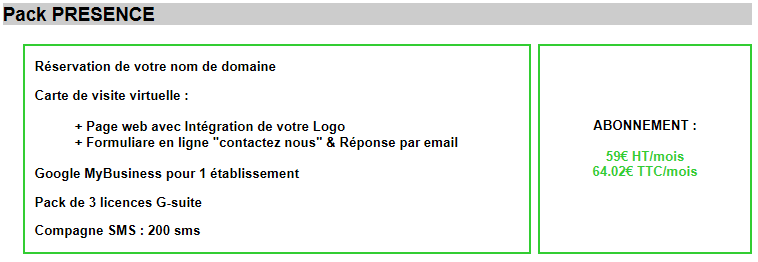 Pack PRESENCE
Réservation de votre nom de domaine
Carte de visite virtuelle :
+ Page web avec Intégration de votre Logo
+ Formuliare en ligne "contactez nous" & Réponse par email
Google MyBusiness pour 1 établissement
Pack de 3 licences G-suite
Compagne SMS : 200 sms
ABONNEMENT :
59€ HT/mois
64.02€ TTC/mois